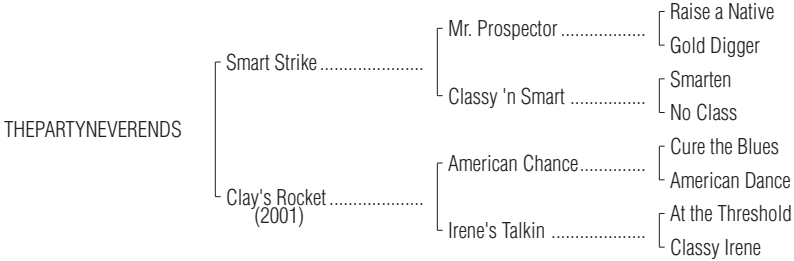 Raise a Native
Mr. Prospector ..................
Gold Digger
Smart Strike ......................
Smarten
Classy 'n Smart ................
No Class
THEPARTYNEVERENDS
Cure the Blues
American Chance..............
American Dance
Clay's Rocket ....................
(2001)
At the Threshold
Irene's Talkin ....................
Classy Irene